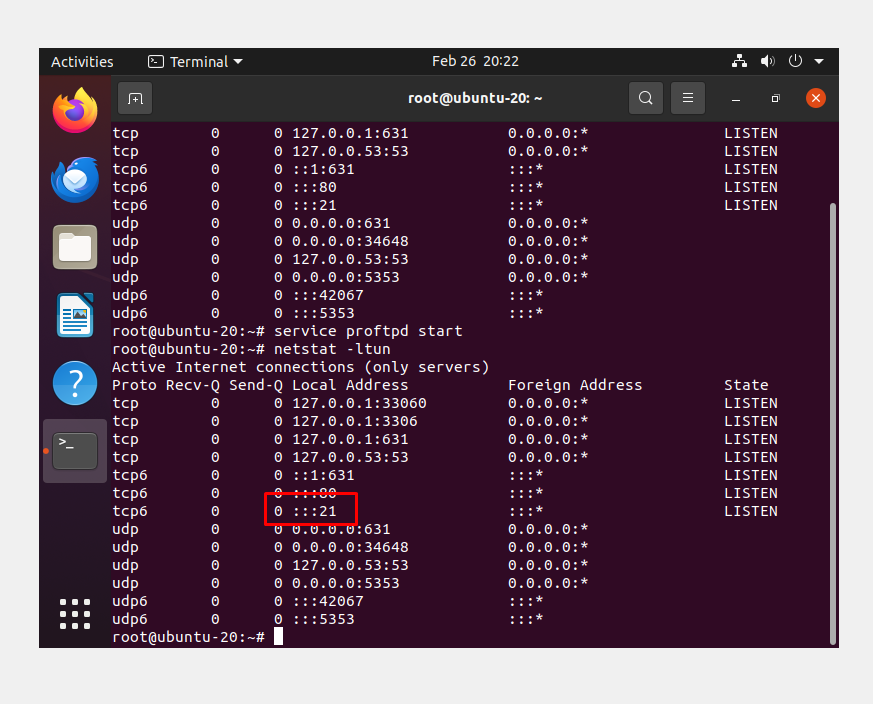 Activities Terminal Feb 26 20:22
root@ubuntu-20: ~
tcp 0 0 127.0.0.1:631 0.0.0.0:* LISTEN
tcp 0 0 127.0.0.53:53 0.0.0.0:* LISTEN
tcp6 0 0 ::1:631 :::* LISTEN
tcp6 0 0 :::80 :::* LISTEN
tcp6 0 0 :::21 :::* LISTEN
udp 0 0 0.0.0.0:631 0.0.0.0:*
udp 0 0 0.0.0.0:34648 0.0.0.0:*
udp 0 0 127.0.0.53:53 0.0.0.0:*
udp 0 0 0.0.0.0:5353 0.0.0.0:*
udp6 0 0 :::42067 :::*
udp6 0 0 :::5353 :::*
root@ubuntu-20:~# service proftpd start
root@ubuntu-20:~# netstat -ltun
Active Internet connections (only servers)
Proto Recv-Q Send-Q Local Address Foreign Address State
tcp 0 0 127.0.0.1:33060 0.0.0.0:* LISTEN
tcp 0 0 127.0.0.1:3306 0.0.0.0:* LISTEN
tcp 0 0 127.0.0.1:631 0.0.0.0:* LISTEN
tcp 0 0 127.0.0.53:53 0.0.0.0:* LISTEN
tcp6 0 0 ::1:631 :::* LISTEN
tcp6 0 0 :::80 :::* LISTEN
tcp6 0 0 :::21 :::* LISTEN
udp 0 0 0.0.0.0:631 0.0.0.0:*
udp 0 0 0.0.0.0:34648 0.0.0.0:*
udp 0 0 127.0.0.53:53 0.0.0.0:*
udp 0 0 0.0.0.0:5353 0.0.0.0:*
udp6 0 0 :::42067 :::*
udp6 0 0 :::5353 :::*
root@ubuntu-20:~#